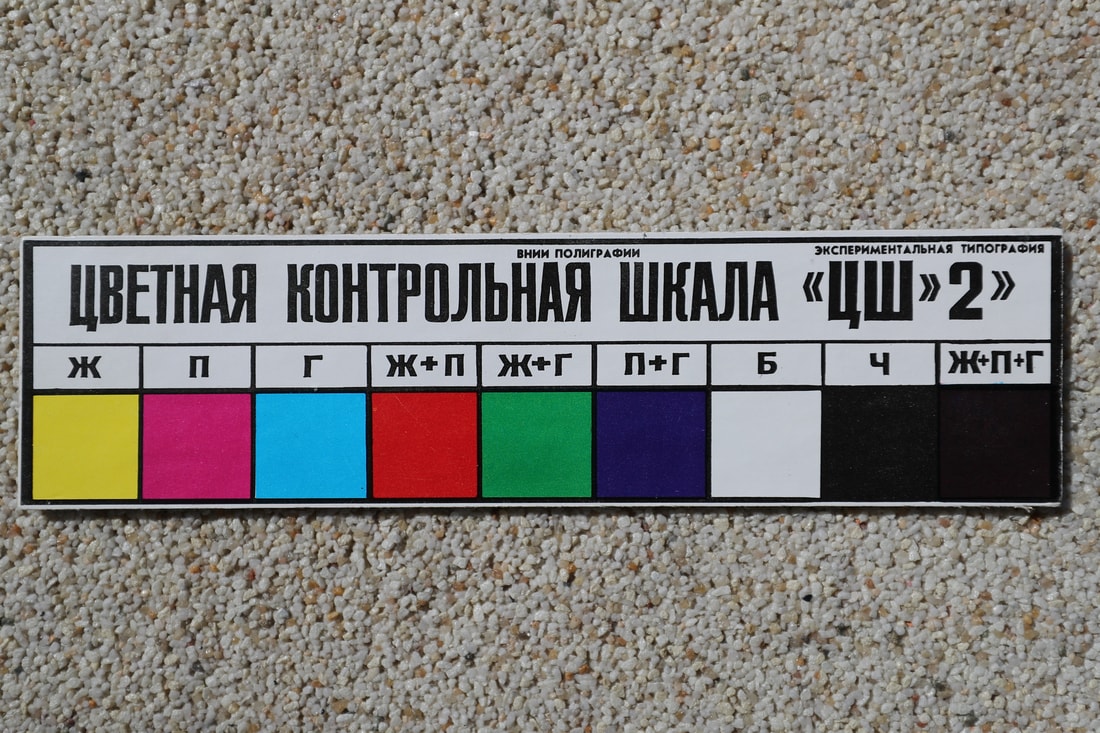 ВНИИ ПОЛИГРАФИИ ЭКСПЕРИМЕНТАЛЬНАЯ ТИПОГРАФИЯ
ЦВЕТНАЯ КОНТРОЛЬНАЯ ШКАЛА «ЦШ»2»
Ж П Г Ж+П Ж+Г П+Г Б Ч Ж+П+Г